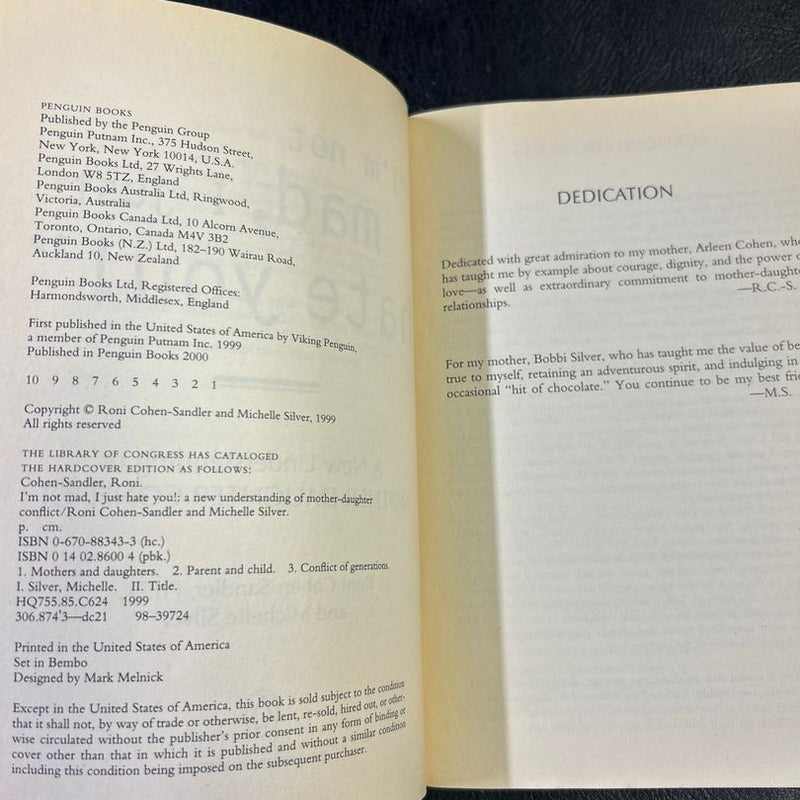 PENGUIN BOOKS
Published by the Penguin Group
Penguin Putnam Inc., 375 Hudson Street,
New York, New York 10014, U.S.A.
Penguin Books Ltd, 27 Wrights Lane,
London W8 5TZ, England
Penguin Books Australia Ltd, Ringwood,
Victoria, Australia
Penguin Books Canada Ltd, 10 Alcorn Avenue,
Toronto, Ontario, Canada M4V 3B2
Penguin Books (N.Z.) Ltd, 182–190 Wairau Road,
Auckland 10, New Zealand
Penguin Books Ltd, Registered Offices:
Harmondsworth, Middlesex, England
First published in the United States of America by Viking Penguin,
a member of Penguin Putnam Inc. 1999
Published in Penguin Books 2000
10 9 8 7 6 5 4 3 2 1
Copyright © Roni Cohen-Sandler and Michelle Silver, 1999
All rights reserved
THE LIBRARY OF CONGRESS HAS CATALOGED
THE HARDCOVER EDITION AS FOLLOWS:
Cohen-Sandler, Roni.
I'm not mad, I just hate you!: a new understanding of mother-daughter
conflict/Roni Cohen-Sandler and Michelle Silver.
p. cm.
ISBN 0-670-88343-3 (hc.)
ISBN 0 14 02.8600 4 (pbk.)
1. Mothers and daughters. 2. Parent and child. 3. Conflict of generations.
I. Silver, Michelle. II. Title.
HQ755.85.C624 1999
306.874'3—dc21 98-39724
Printed in the United States of America
Set in Bembo
Designed by Mark Melnick
Except in the United States of America, this book is sold subject to the condition
that it shall not, by way of trade or otherwise, be lent, re-sold, hired out, or other-
wise circulated without the publisher's prior consent in any form of binding or
cover other than that in which it is published and without a similar condition
including this condition being imposed on the subsequent purchaser.
DEDICATION
Dedicated with great admiration to my mother, Arleen Cohen, who
has taught me by example about courage, dignity, and the power
love—as well as extraordinary commitment to mother-daughte
relationships. —R.C.-S.
For my mother, Bobbi Silver, who has taught me the value of be
true to myself, retaining an adventurous spirit, and indulging in
occasional "hit of chocolate." You continue to be my best frie
—M.S.